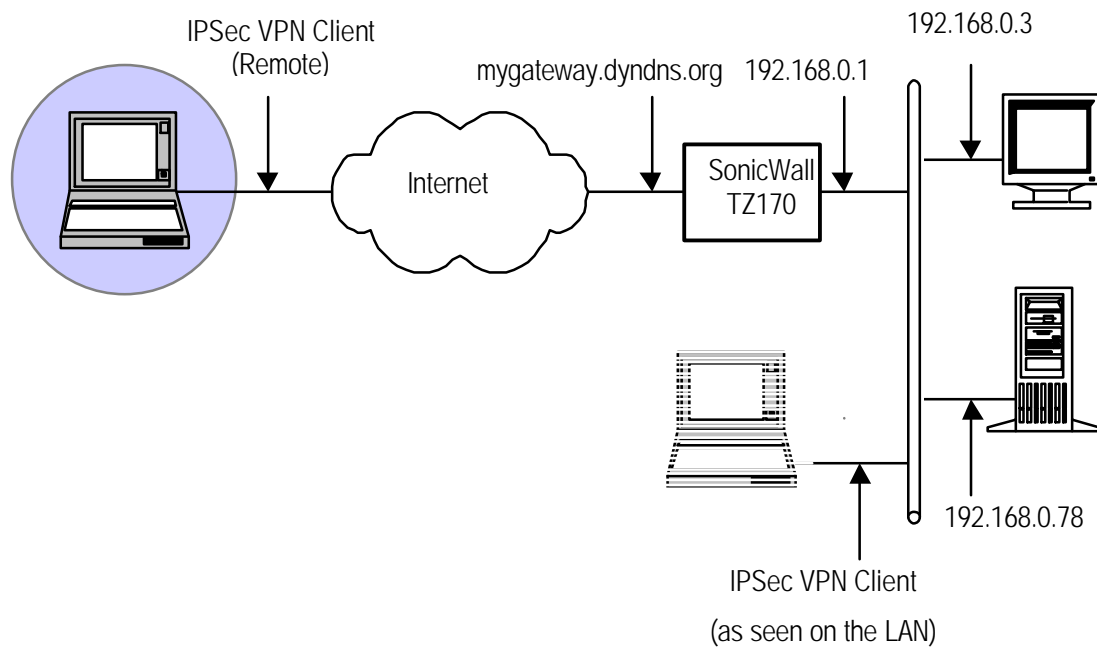 IPSec VPN Client
(Remote)
mygateway.dyndns.org
192.168.0.1
192.168.0.3
Internet
SonicWall
TZ170
192.168.0.78
IPSec VPN Client
(as seen on the LAN)